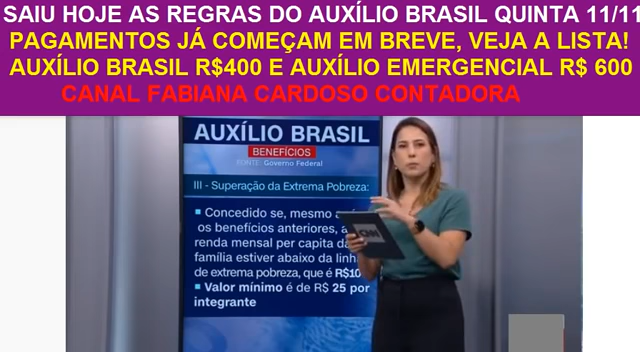 SAIU HOJE AS REGRAS DO AUXÍLIO BRASIL QUINTA 11/11
PAGAMENTOS JÁ COMEÇAM EM BREVE, VEJA A LISTA!
AUXÍLIO BRASIL R$400 E AUXÍLIO EMERGENCIAL R$ 600
CANAL FABIANA CARDOSO CONTADORA
AUXÍLIO BRASIL
BENEFÍCIOS
FONTE: Governo Federal
III - Superação da Extrema Pobreza:
▪ Concedido se, mesmo
os benefícios anteriores, a
renda mensal per capita da
família estiver abaixo da linh
de extrema pobreza, que é R$10
▪ Valor mínimo é de R$ 25 por
integrante
CNN